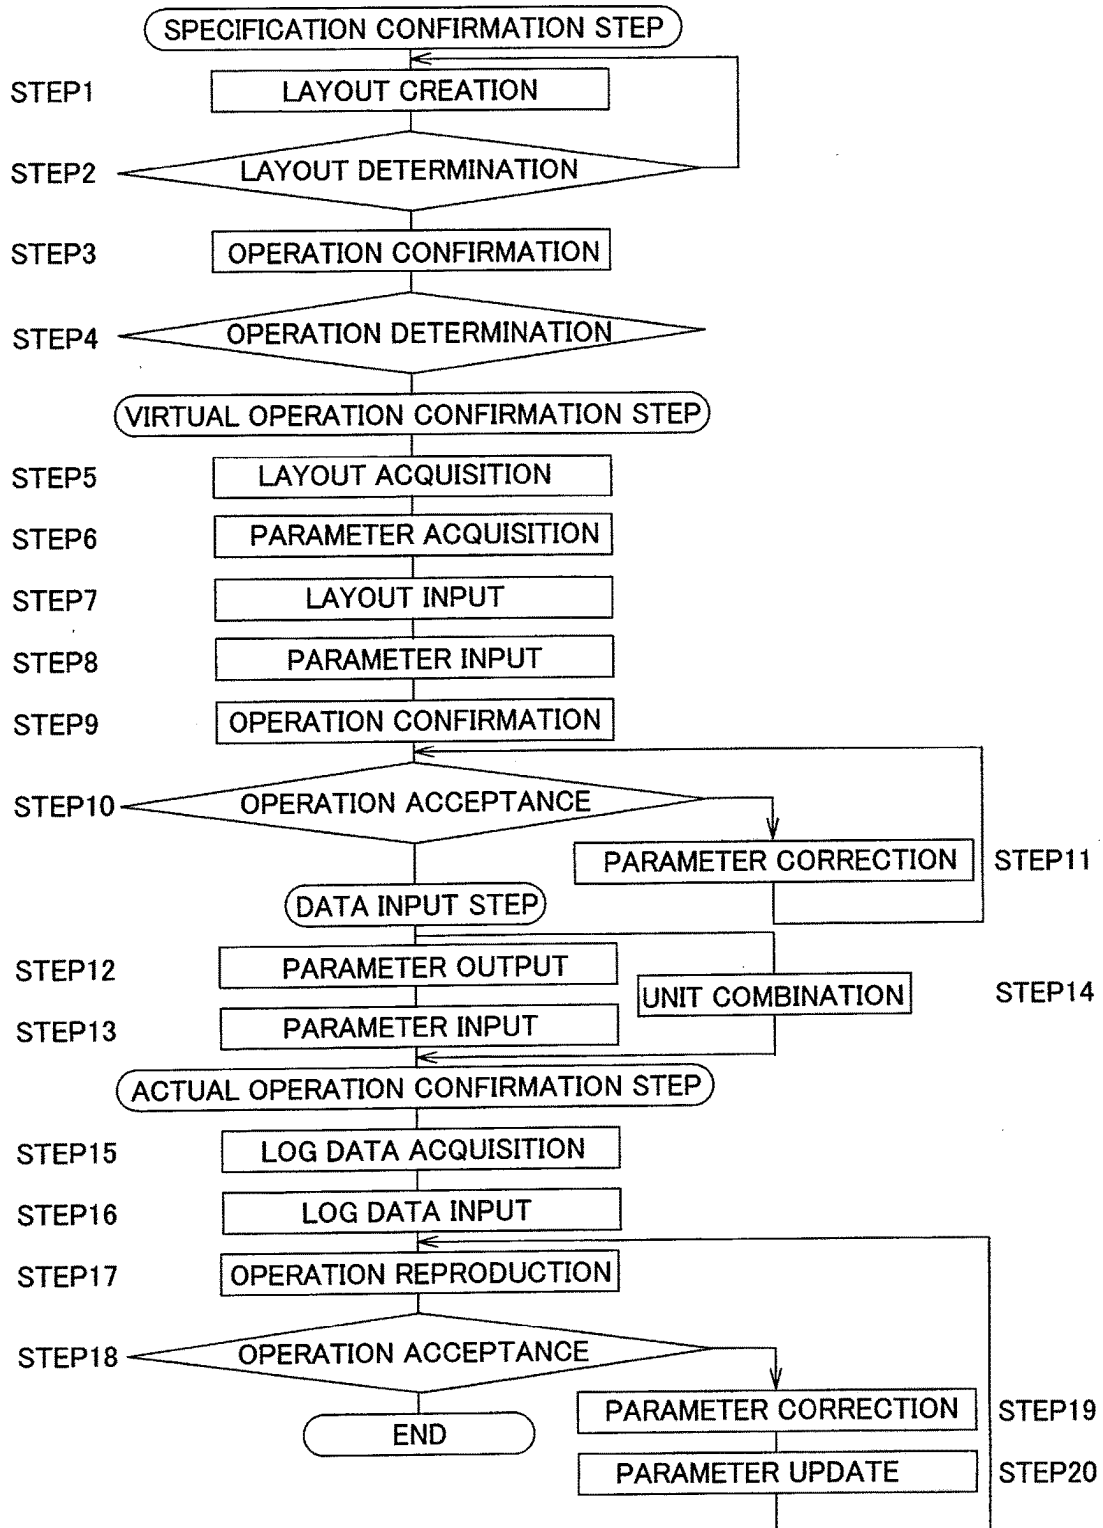 SPECIFICATION CONFIRMATION STEP
STEP1 LAYOUT CREATION
STEP2 LAYOUT DETERMINATION
STEP3 OPERATION CONFIRMATION
STEP4 OPERATION DETERMINATION
VIRTUAL OPERATION CONFIRMATION STEP
STEP5 LAYOUT ACQUISITION
STEP6 PARAMETER ACQUISITION
STEP7 LAYOUT INPUT
STEP8 PARAMETER INPUT
STEP9 OPERATION CONFIRMATION
STEP10 OPERATION ACCEPTANCE
PARAMETER CORRECTION STEP11
DATA INPUT STEP
STEP12 PARAMETER OUTPUT
UNIT COMBINATION STEP14
STEP13 PARAMETER INPUT
ACTUAL OPERATION CONFIRMATION STEP
STEP15 LOG DATA ACQUISITION
STEP16 LOG DATA INPUT
STEP17 OPERATION REPRODUCTION
STEP18 OPERATION ACCEPTANCE
PARAMETER CORRECTION STEP19
END
PARAMETER UPDATE STEP20